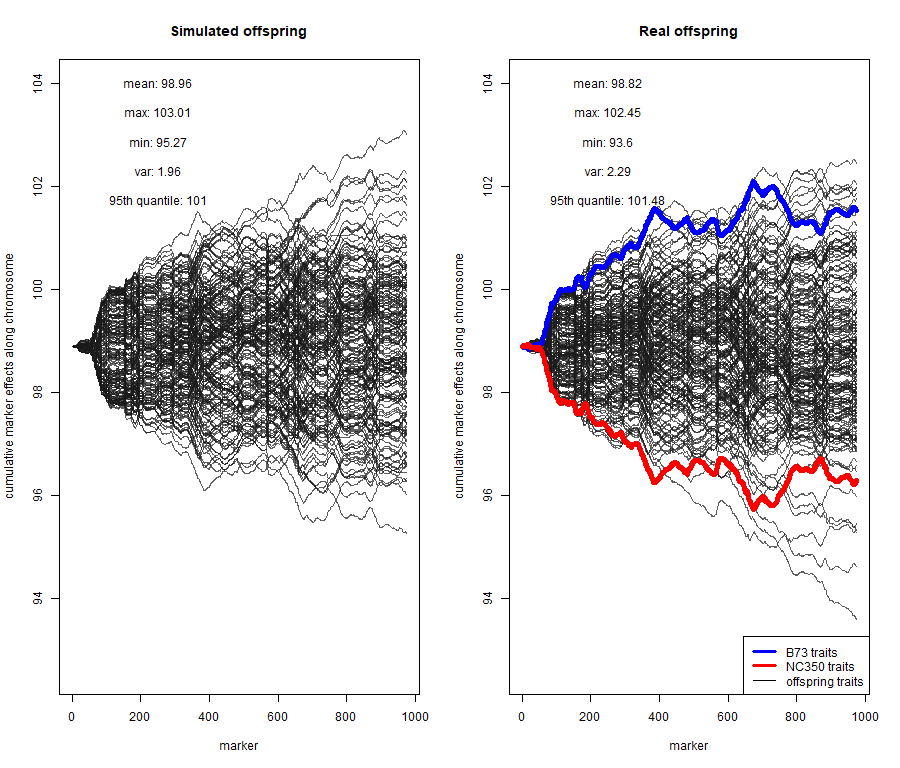 Simulated offspring
mean: 98.96
max: 103.01
min: 95.27
var: 1.96
95th quantile: 101
cumulative marker effects along chromosome
104
102
100
98
96
94
0 200 400 600 800 1000
marker
Real offspring
mean: 98.82
max: 102.45
min: 93.6
var: 2.29
95th quantile: 101.48
cumulative marker effects along chromosome
104
102
100
98
96
94
B73 traits
NC350 traits
offspring traits
0 200 400 600 800 1000
marker